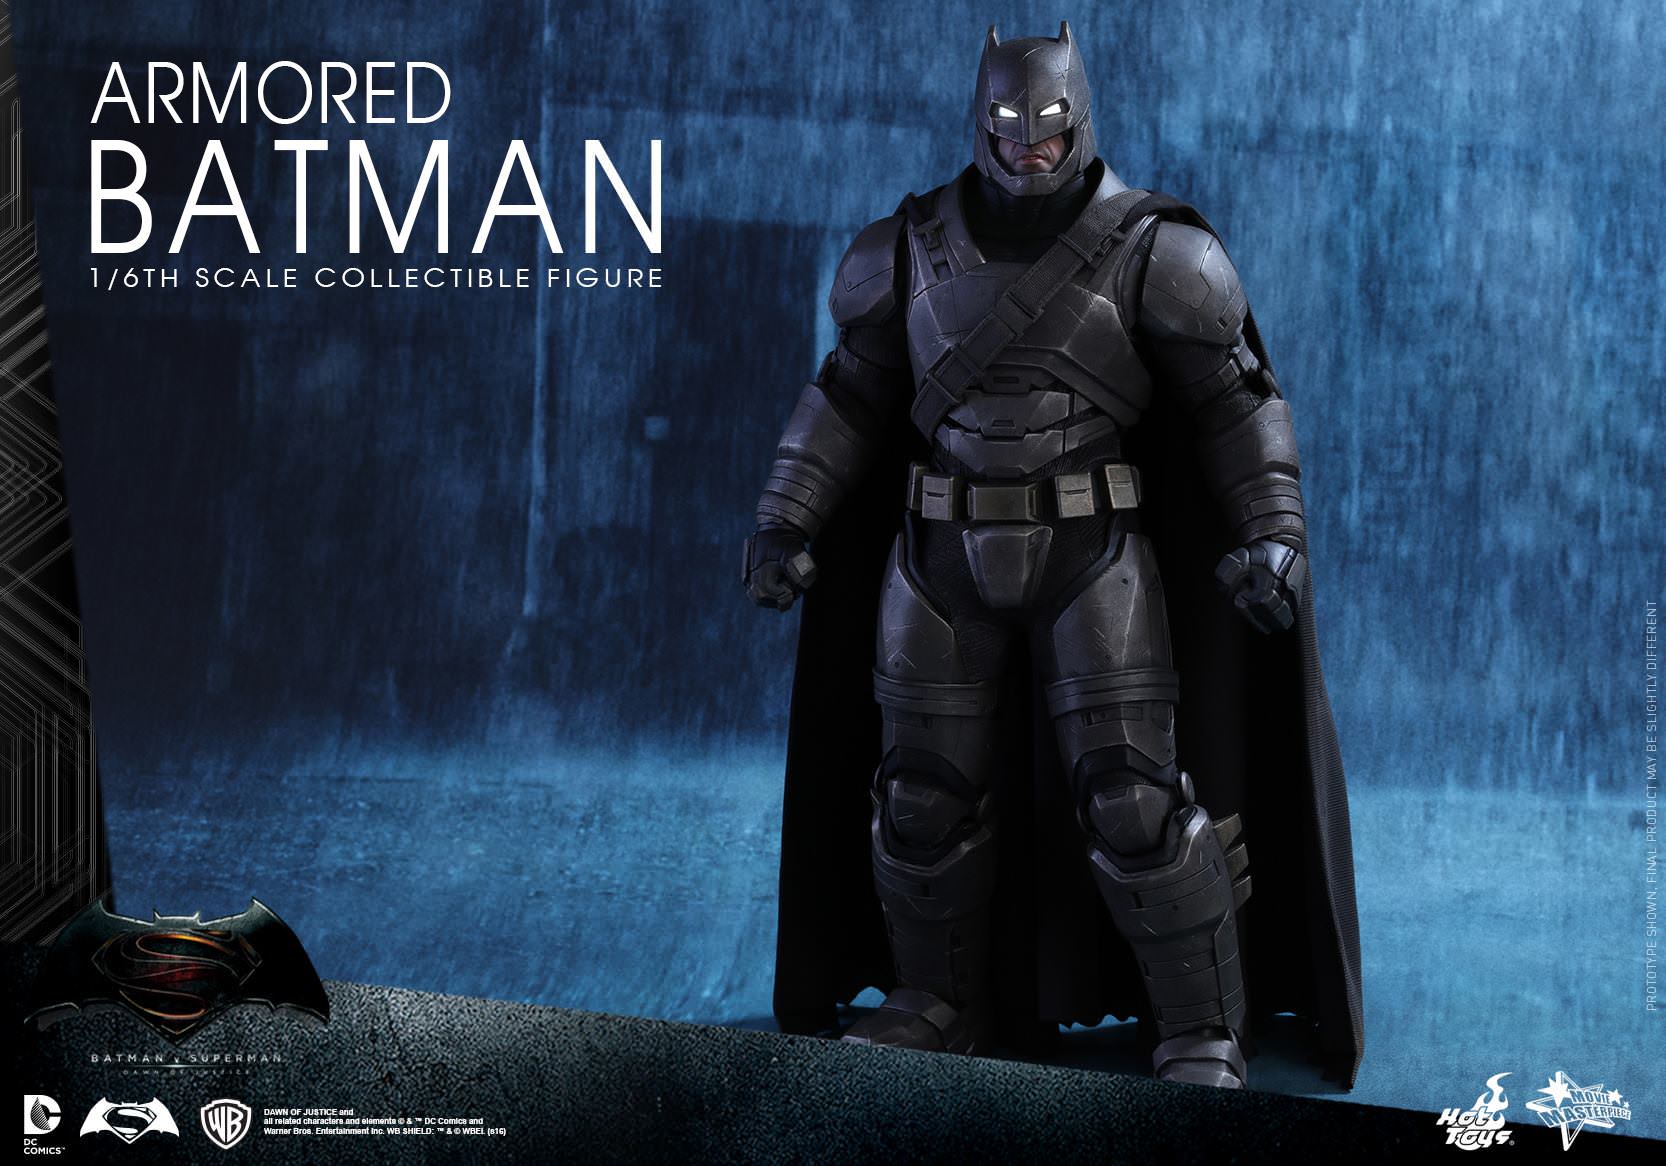 ARMORED
BATMAN
1/6TH SCALE COLLECTIBLE FIGURE
PROTOTYPE SHOWN, FINAL PRODUCT MAY BE SLIGHTLY DIFFERENT
BATMAN v SUPERMAN
DAWN OF JUSTICE
DC
COMICS™
WB
DAWN OF JUSTICE and
all related characters and elements © & ™ DC Comics and
Warner Bros. Entertainment Inc. WB SHIELD: ™ & © WBEI. (s16)
Hot
Toys®
MOVIE
MASTERPIECE